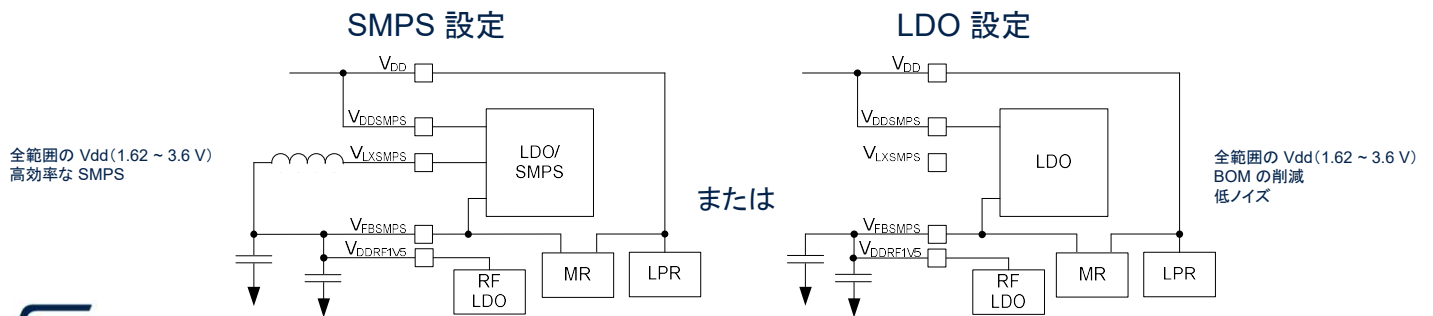 SMPS 設定
全範囲の Vdd(1.62 ~ 3.6 V)
高効率な SMPS
VDD
VDDSMPS
VLXSMPS
LDO/
SMPS
VFBSMPS
VDDRF1V5
RF
LDO
MR
LPR
または
LDO 設定
VDD
VDDSMPS
VLXSMPS
LDO
VFBSMPS
VDDRF1V5
RF
LDO
MR
LPR
全範囲の Vdd(1.62 ~ 3.6 V)
BOM の削減
低ノイズ